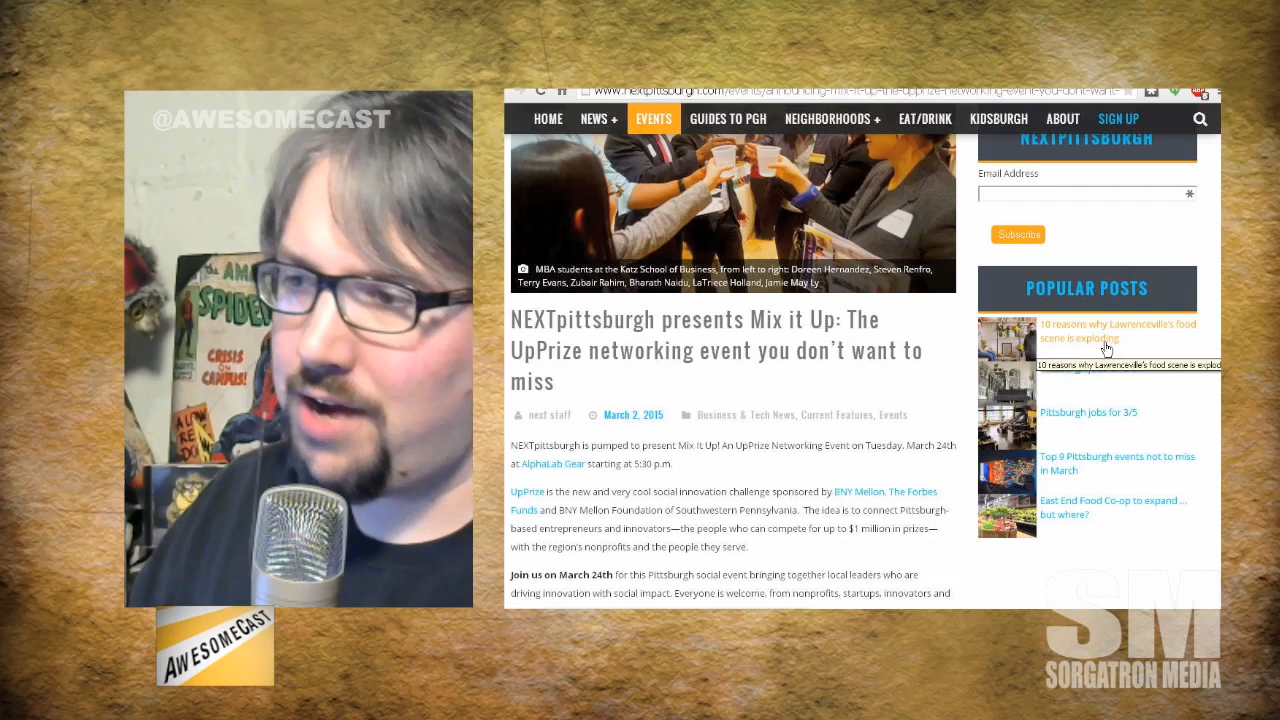 @AWESOMECAST
THE AMA
SPIDE
CRISIS
ON
CAMPUS!
AWESOMECAST
www.nextpittsburgh.com/events/announcing-mix-it-up-the-upprize-networking-event-you-dont-want-
HOME NEWS + EVENTS GUIDES TO PGH NEIGHBORHOODS + EAT/DRINK KIDSBURGH ABOUT SIGN UP
MBA students at the Katz School of Business, from left to right: Doreen Hernandez, Steven Renfro,
Terry Evans, Zubair Rahim, Bharath Naidu, LaTriece Holland, Jamie May Ly
NEXTpittsburgh presents Mix it Up: The
UpPrize networking event you don't want to
miss
next staff March 2, 2015 Business & Tech News, Current Features, Events
NEXTpittsburgh is pumped to present Mix It Up! An UpPrize Networking Event on Tuesday, March 24th
at AlphaLab Gear starting at 5:30 p.m.
UpPrize is the new and very cool social innovation challenge sponsored by BNY Mellon, The Forbes
Funds and BNY Mellon Foundation of Southwestern Pennsylvania. The idea is to connect Pittsburgh-
based entrepreneurs and innovators—the people who can compete for up to $1 million in prizes—
with the region's nonprofits and the people they serve.
Join us on March 24th for this Pittsburgh social event bringing together local leaders who are
driving innovation with social impact. Everyone is welcome, from nonprofits, startups, innovators and
NEXTPITTSBURGH
Email Address
Subscribe
POPULAR POSTS
10 reasons why Lawrenceville's food
scene is exploding
10 reasons why Lawrenceville's food scene is explod
Pittsburgh jobs for 3/5
Top 9 Pittsburgh events not to miss
in March
East End Food Co-op to expand ...
but where?
SM
SORGATRON MEDIA